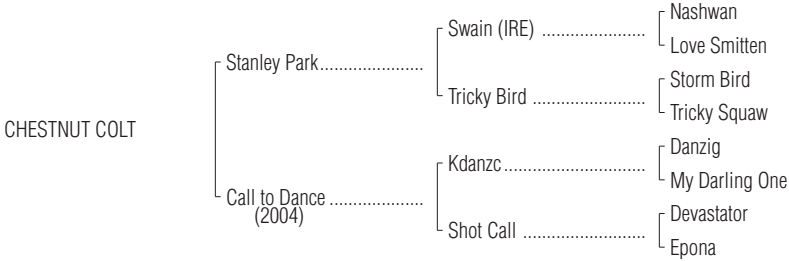 Nashwan
Swain (IRE) ......................
Love Smitten
Stanley Park......................
Storm Bird
Tricky Bird ........................
Tricky Squaw
CHESTNUT COLT
Danzig
Kdanzc..............................
My Darling One
Call to Dance ....................
(2004)
Devastator
Shot Call ..........................
Epona